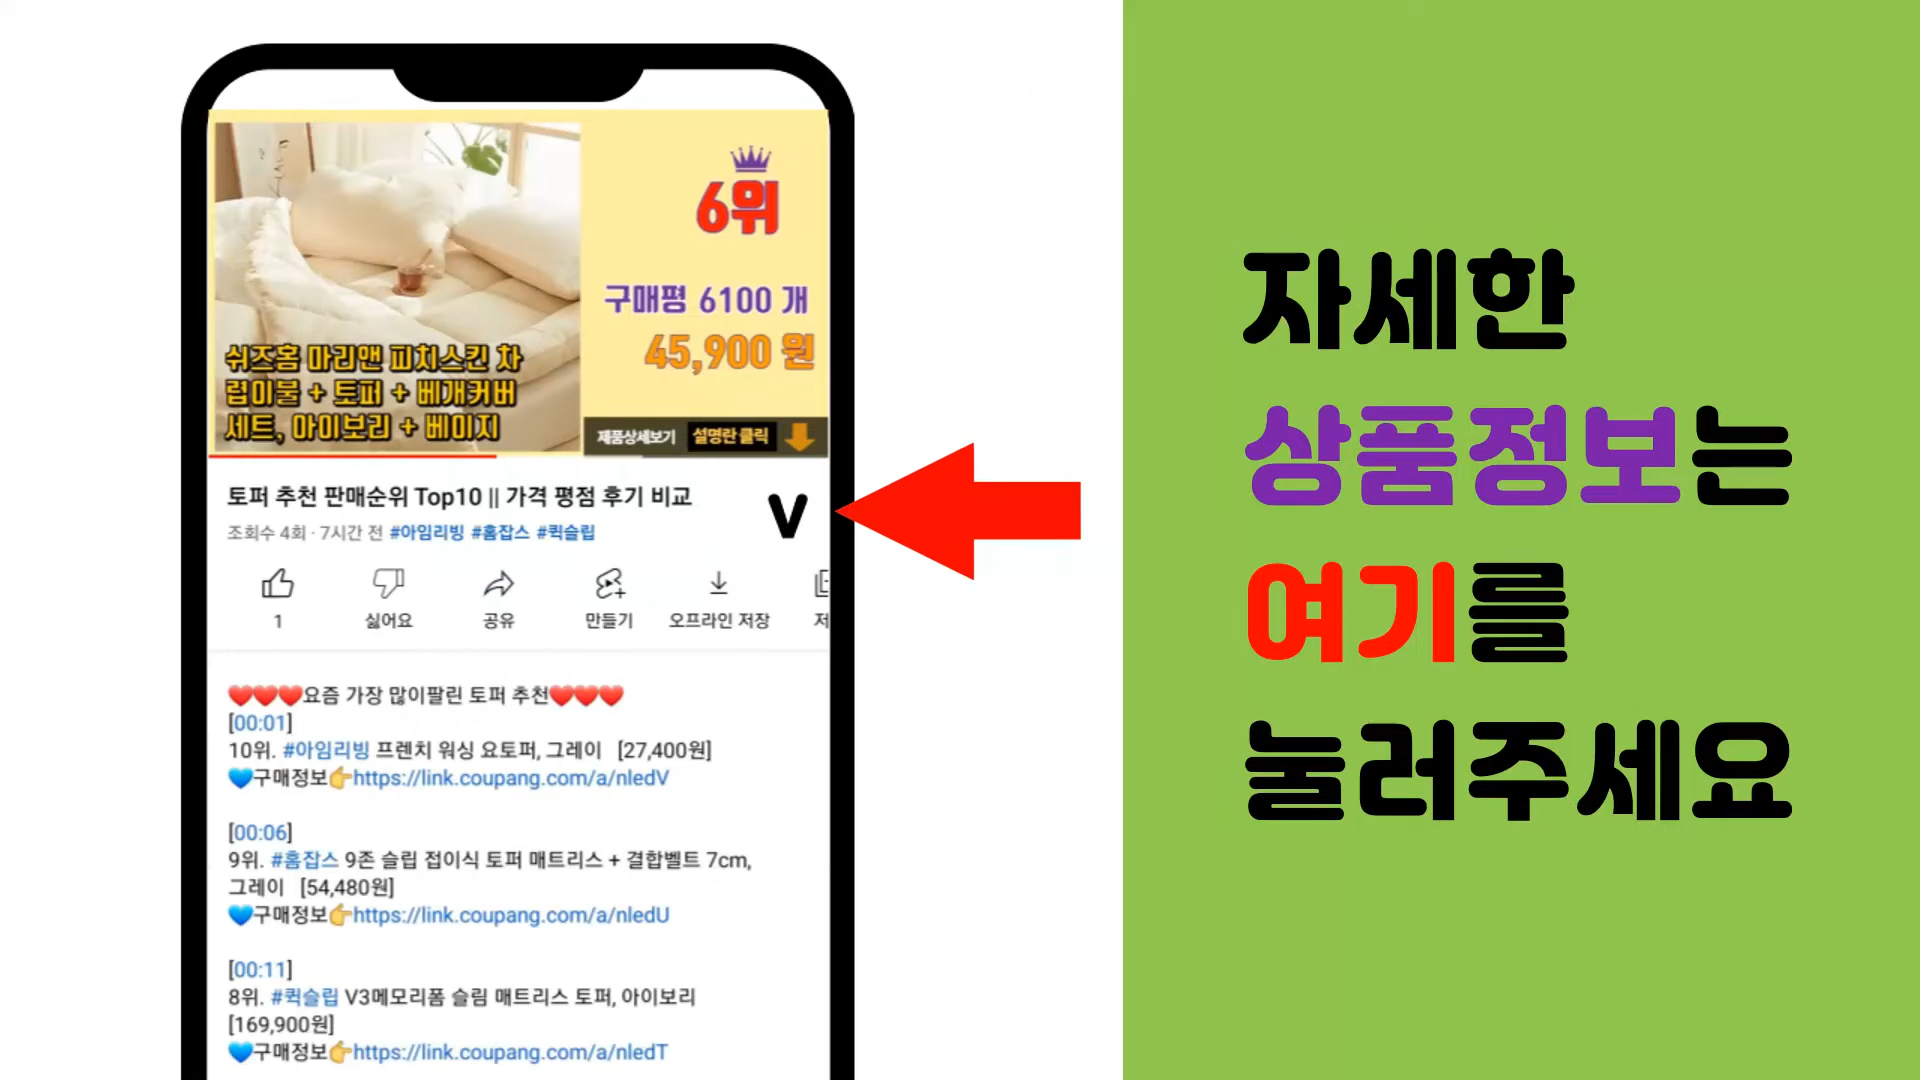 6위
구매평 6100 개
45,900 원
쉬즈홈 마리앤 피치스킨 차
렵이불 + 토퍼 + 베개커버
세트, 아이보리 + 베이지
제품상세보기 설명란 클릭
토퍼 추천 판매순위 Top10 || 가격 평점 후기 비교
V
조회수 4회 · 7시간 전 #아임리빙 #홈잡스 #퀵슬립
1 싫어요 공유 만들기 오프라인 저장 저
❤️❤️❤️요즘 가장 많이팔린 토퍼 추천❤️❤️❤️
[00:01]
10위. #아임리빙 프렌치 워싱 요토퍼, 그레이 [27,400원]
💙구매정보👉https://link.coupang.com/a/nledV
[00:06]
9위. #홈잡스 9존 슬립 접이식 토퍼 매트리스 + 결합벨트 7cm,
그레이 [54,480원]
💙구매정보👉https://link.coupang.com/a/nledU
[00:11]
8위. #퀵슬립 V3메모리폼 슬림 매트리스 토퍼, 아이보리
[169,900원]
💙구매정보👉https://link.coupang.com/a/nledT
자세한
상품정보는
여기를
눌러주세요